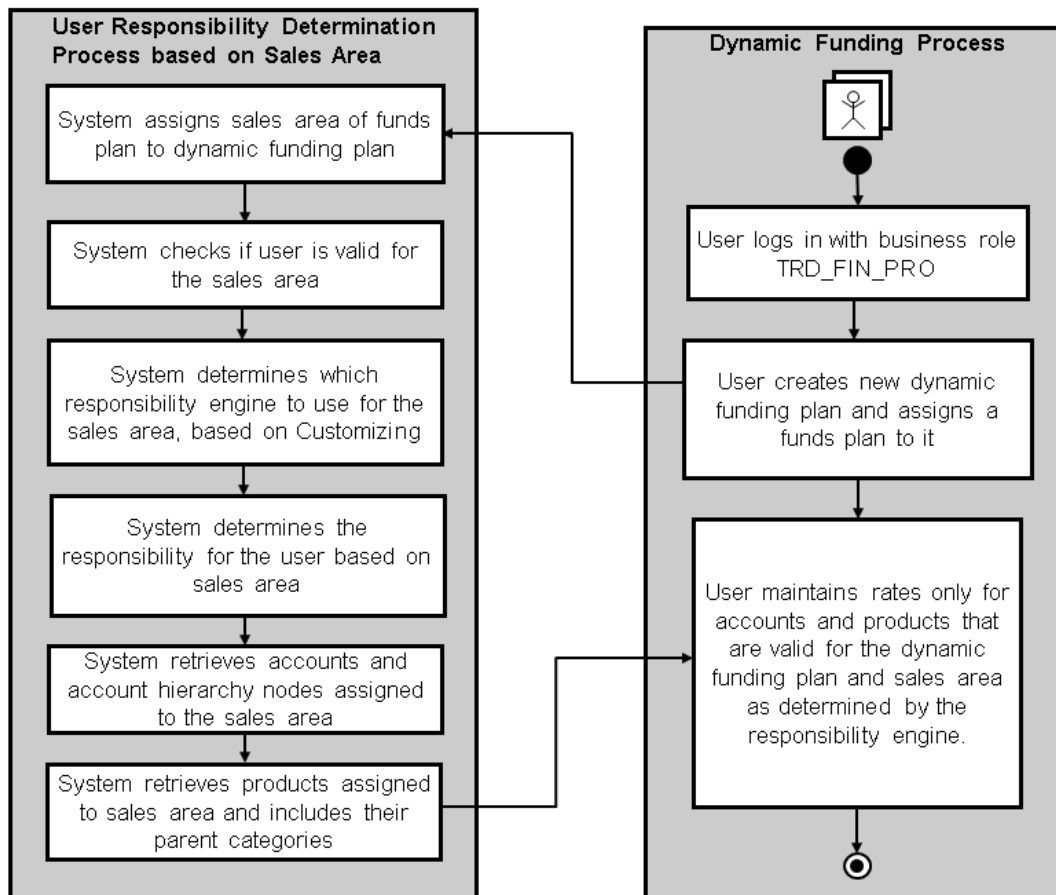 User Responsibility Determination
Process based on Sales Area
System assigns sales area of funds
plan to dynamic funding plan
System checks if user is valid for
the sales area
System determines which
responsibility engine to use for the
sales area, based on Customizing
System determines the
responsibility for the user based on
sales area
System retrieves accounts and
account hierarchy nodes assigned
to the sales area
System retrieves products assigned
to sales area and includes their
parent categories
Dynamic Funding Process
User logs in with business role
TRD_FIN_PRO
User creates new dynamic
funding plan and assigns a
funds plan to it
User maintains rates only for
accounts and products that
are valid for the dynamic
funding plan and sales area
as determined by the
responsibility engine.